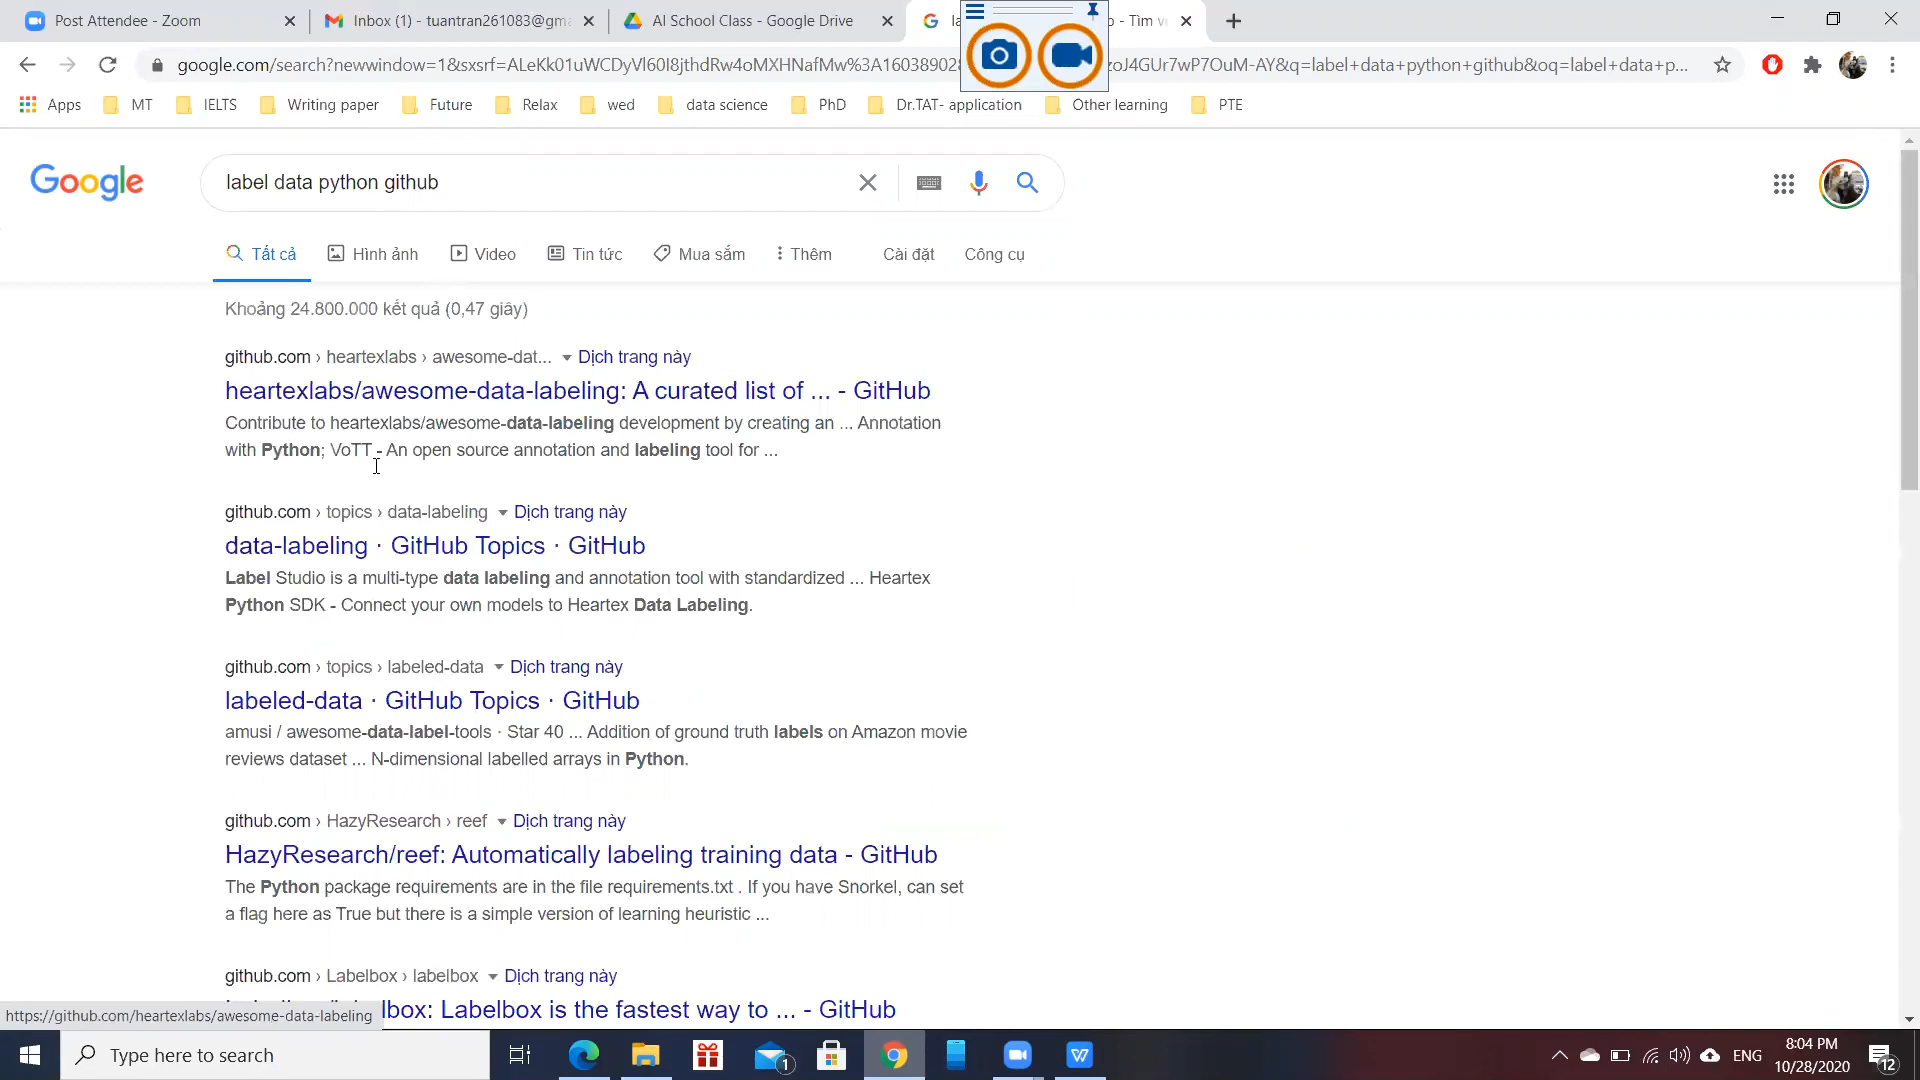 Post Attendee - Zoom
Inbox (1) - tuantran261083@gma
AI School Class - Google Drive
- Tìm v
google.com/search?newwindow=1&sxsrf=ALeKk01uWCDyVl60I8jthdRw4oMXHNafMw%3A160389028
zoJ4GUr7wP7OuM-AY&q=label+data+python+github&oq=label+data+p...
Apps
MT
IELTS
Writing paper
Future
Relax
wed
data science
PhD
Dr.TAT- application
Other learning
PTE
Google
label data python github
Tất cả
Hình ảnh
Video
Tin tức
Mua sắm
Thêm
Cài đặt
Công cụ
Khoảng 24.800.000 kết quả (0,47 giây)
github.com › heartexlabs › awesome-dat... Dịch trang này
heartexlabs/awesome-data-labeling: A curated list of ... - GitHub
Contribute to heartexlabs/awesome-data-labeling development by creating an ... Annotation
with Python; VoTT - An open source annotation and labeling tool for ...
github.com › topics › data-labeling Dịch trang này
data-labeling · GitHub Topics · GitHub
Label Studio is a multi-type data labeling and annotation tool with standardized ... Heartex
Python SDK - Connect your own models to Heartex Data Labeling.
github.com › topics › labeled-data Dịch trang này
labeled-data · GitHub Topics · GitHub
amusi / awesome-data-label-tools · Star 40 ... Addition of ground truth labels on Amazon movie
reviews dataset ... N-dimensional labelled arrays in Python.
github.com › HazyResearch › reef Dịch trang này
HazyResearch/reef: Automatically labeling training data - GitHub
The Python package requirements are in the file requirements.txt . If you have Snorkel, can set
a flag here as True but there is a simple version of learning heuristic ...
github.com › Labelbox › labelbox Dịch trang này
box: Labelbox is the fastest way to ... - GitHub
https://github.com/heartexlabs/awesome-data-labeling
Type here to search
1
ENG
8:04 PM
10/28/2020
12